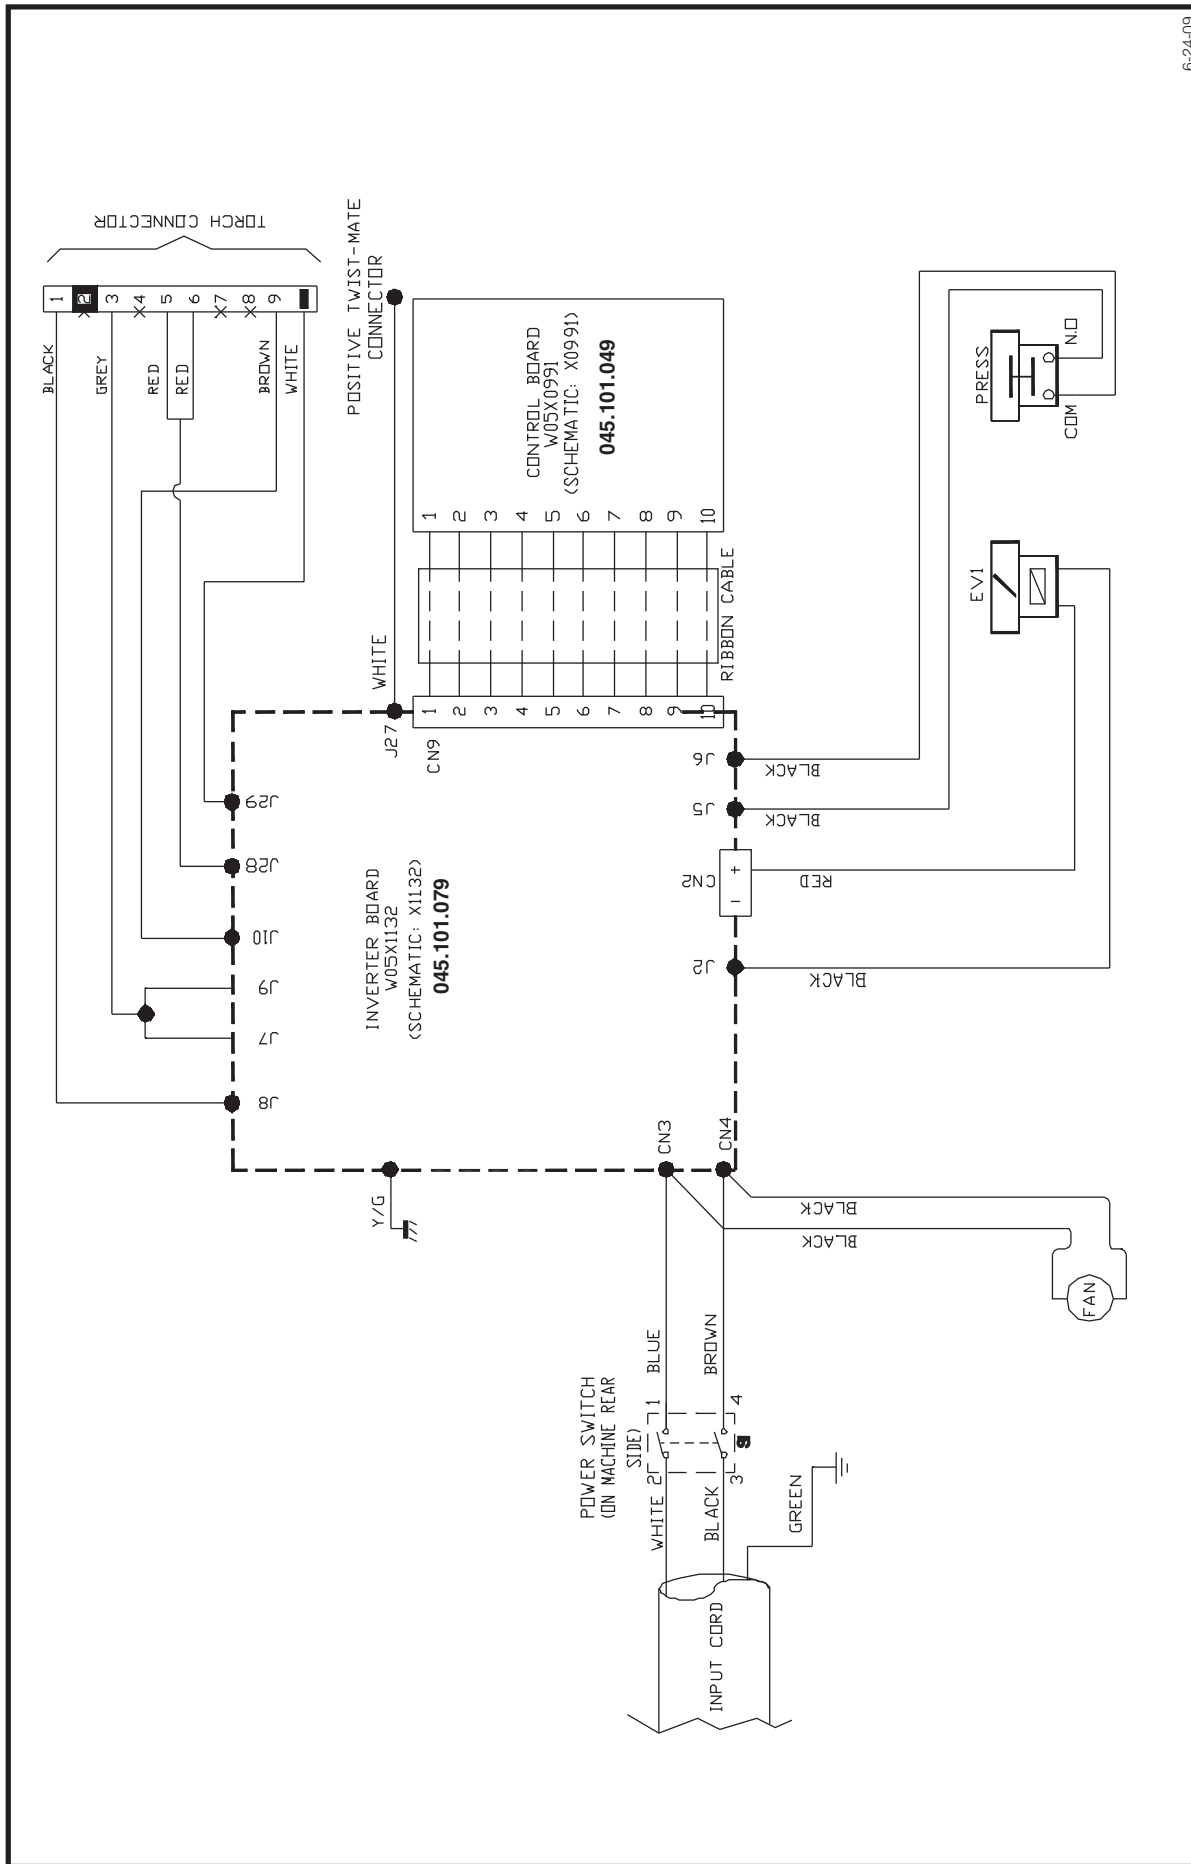 6-24-09
TORCH CONNECTOR
1
2
3
4
5
6
7
8
9
BLACK
GREY
RED
RED
BROWN
WHITE
POSITIVE TWIST-MATE
CONNECTOR
WHITE
CONTROL BOARD
W05X0991
(SCHEMATIC: X0991)
045.101.049
1
2
3
4
5
6
7
8
9
10
RIBBON CABLE
J27
CN9
1
2
3
4
5
6
7
8
9
10
J29
J28
J10
J9
J7
J8
INVERTER BOARD
W05X1132
(SCHEMATIC: X1132)
045.101.079
J6
J5
CN2
+
-
J2
BLACK
BLACK
RED
BLACK
PRESS
N.O
COM
EV1
Y/G
CN3
CN4
BLACK
BLACK
FAN
POWER SWITCH
(ON MACHINE REAR
SIDE)
1
BLUE
4
BROWN
S1
WHITE
2
BLACK
3
GREEN
INPUT CORD